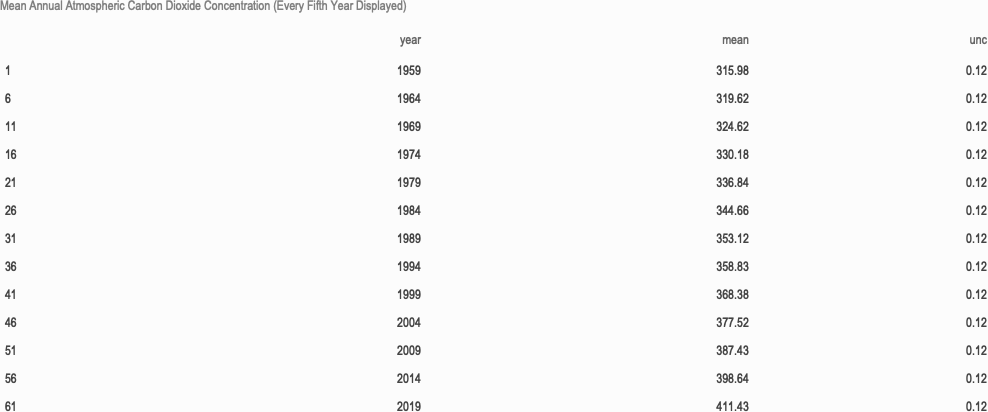 Mean Annual Atmospheric Carbon Dioxide Concentration (Every Fifth Year Displayed)
year mean unc
1 1959 315.98 0.12
6 1964 319.62 0.12
11 1969 324.62 0.12
16 1974 330.18 0.12
21 1979 336.84 0.12
26 1984 344.66 0.12
31 1989 353.12 0.12
36 1994 358.83 0.12
41 1999 368.38 0.12
46 2004 377.52 0.12
51 2009 387.43 0.12
56 2014 398.64 0.12
61 2019 411.43 0.12